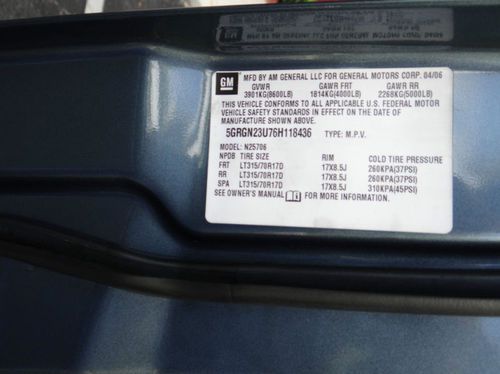 GM
MFD BY AM GENERAL LLC FOR GENERAL MOTORS CORP. 04/06
GVWR GAWR FRT GAWR RR
3901KG(8600LB) 1814KG(4000LB) 2268KG(5000LB)
THIS VEHICLE CONFORMS TO ALL APPLICABLE U.S. FEDERAL MOTOR
VEHICLE SAFETY STANDARDS IN EFFECT ON THE DATE OF
MANUFACTURE SHOWN ABOVE.
5GRGN23U76H118436 TYPE: M.P.V.
MODEL: N25706
NPDB TIRE SIZE RIM COLD TIRE PRESSURE
FRT LT315/70R17D 17X8.5J 260KPA(37PSI)
RR LT315/70R17D 17X8.5J 260KPA(37PSI)
SPA LT315/70R17D 17X8.5J 310KPA(45PSI)
SEE OWNER'S MANUAL FOR MORE INFORMATION.